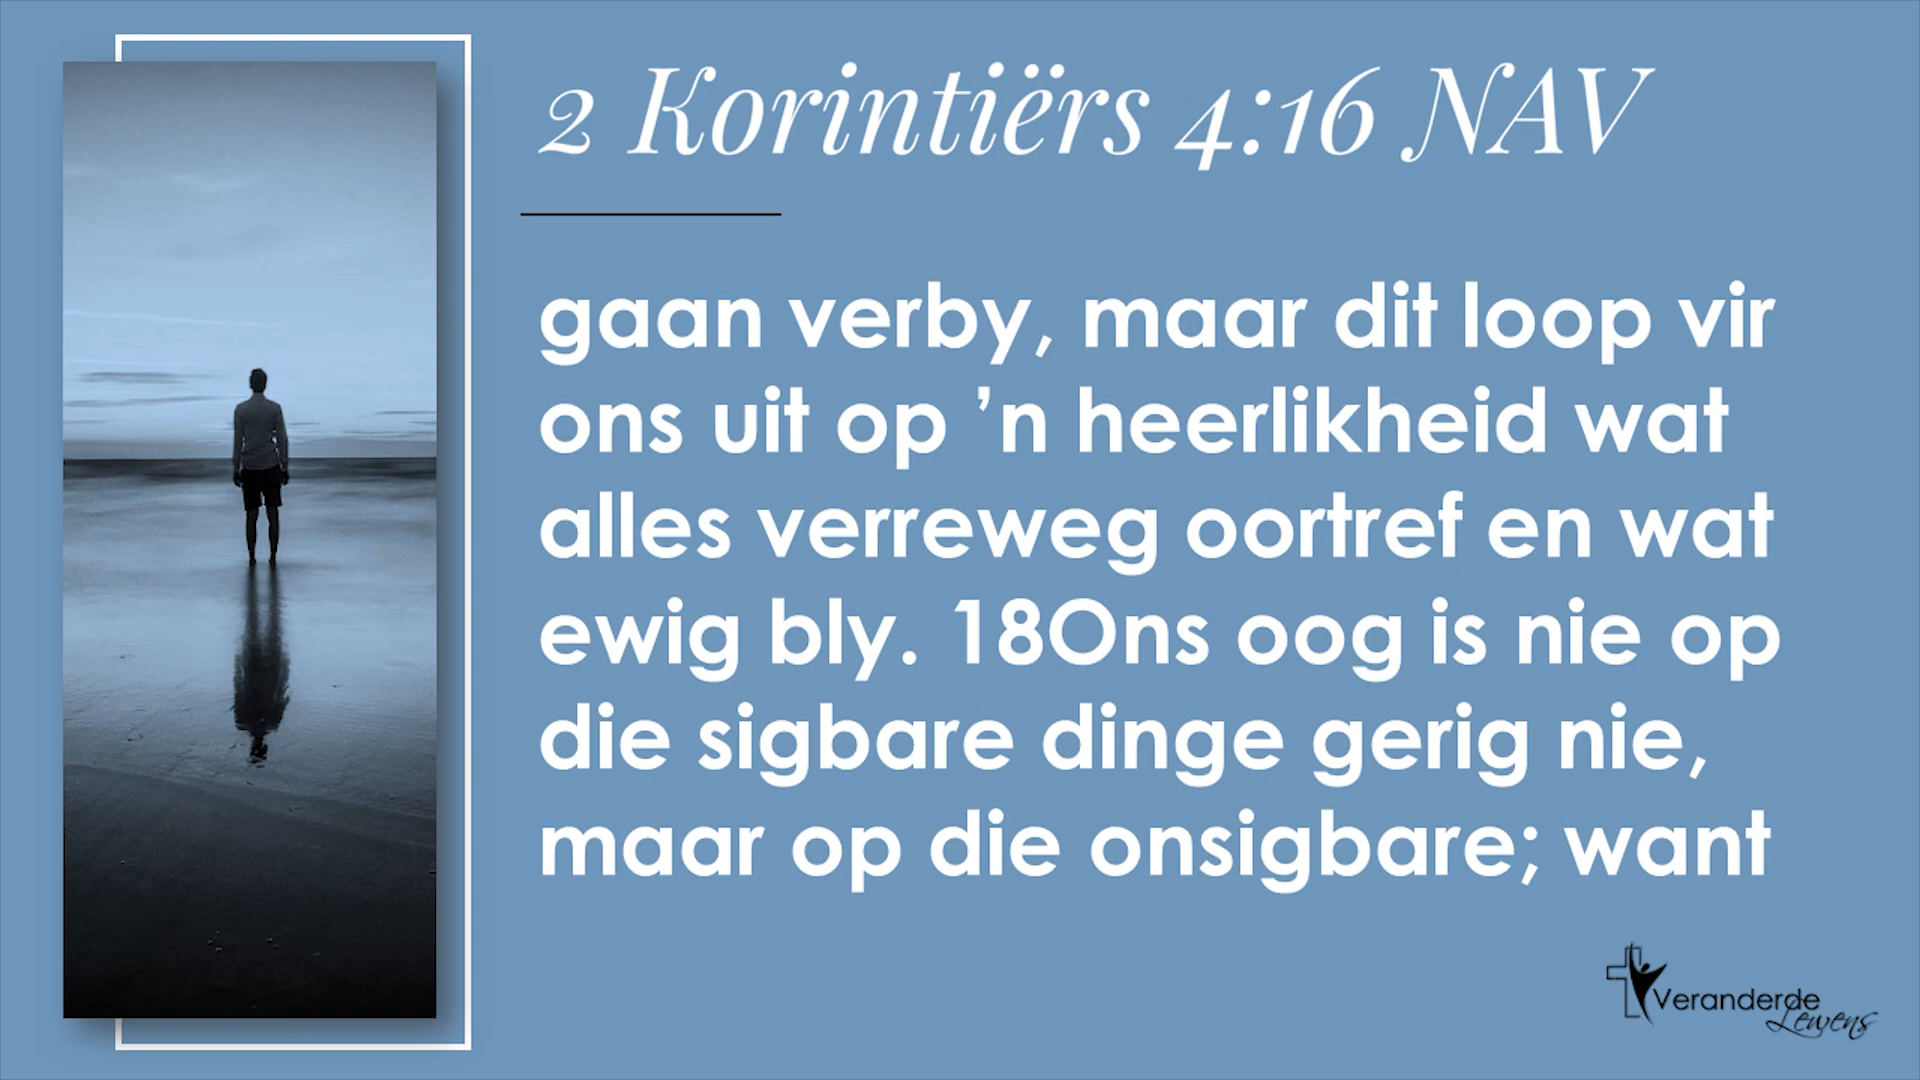 2 Korintiërs 4:16 NAV
gaan verby, maar dit loop vir
ons uit op ’n heerlikheid wat
alles verreweg oortref en wat
ewig bly. 18Ons oog is nie op
die sigbare dinge gerig nie,
maar op die onsigbare; want
Veranderde
Lewens